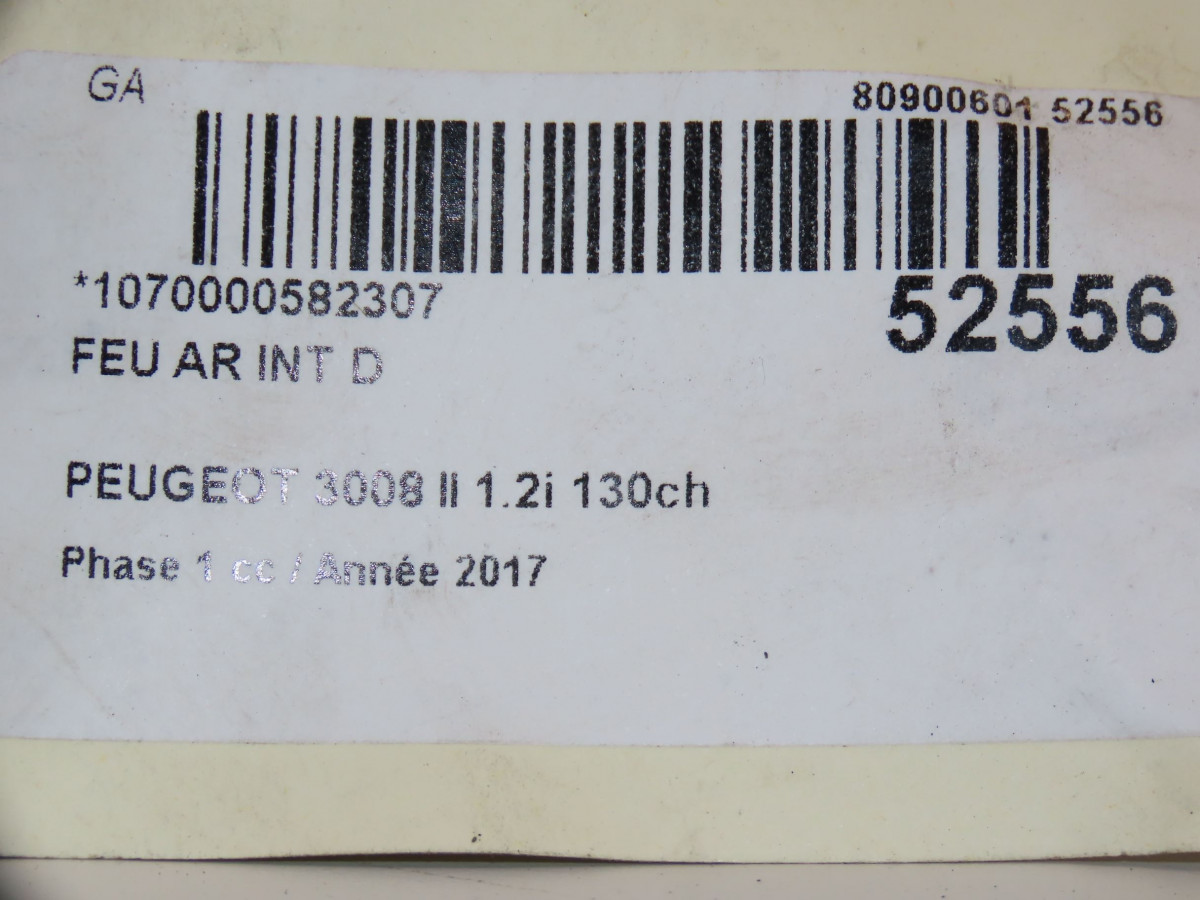 GA
80900601 52556
*1070000582307
52556
FEU AR INT D
PEUGEOT 3008 II 1.2i 130ch
Phase 1 cc / Année 2017